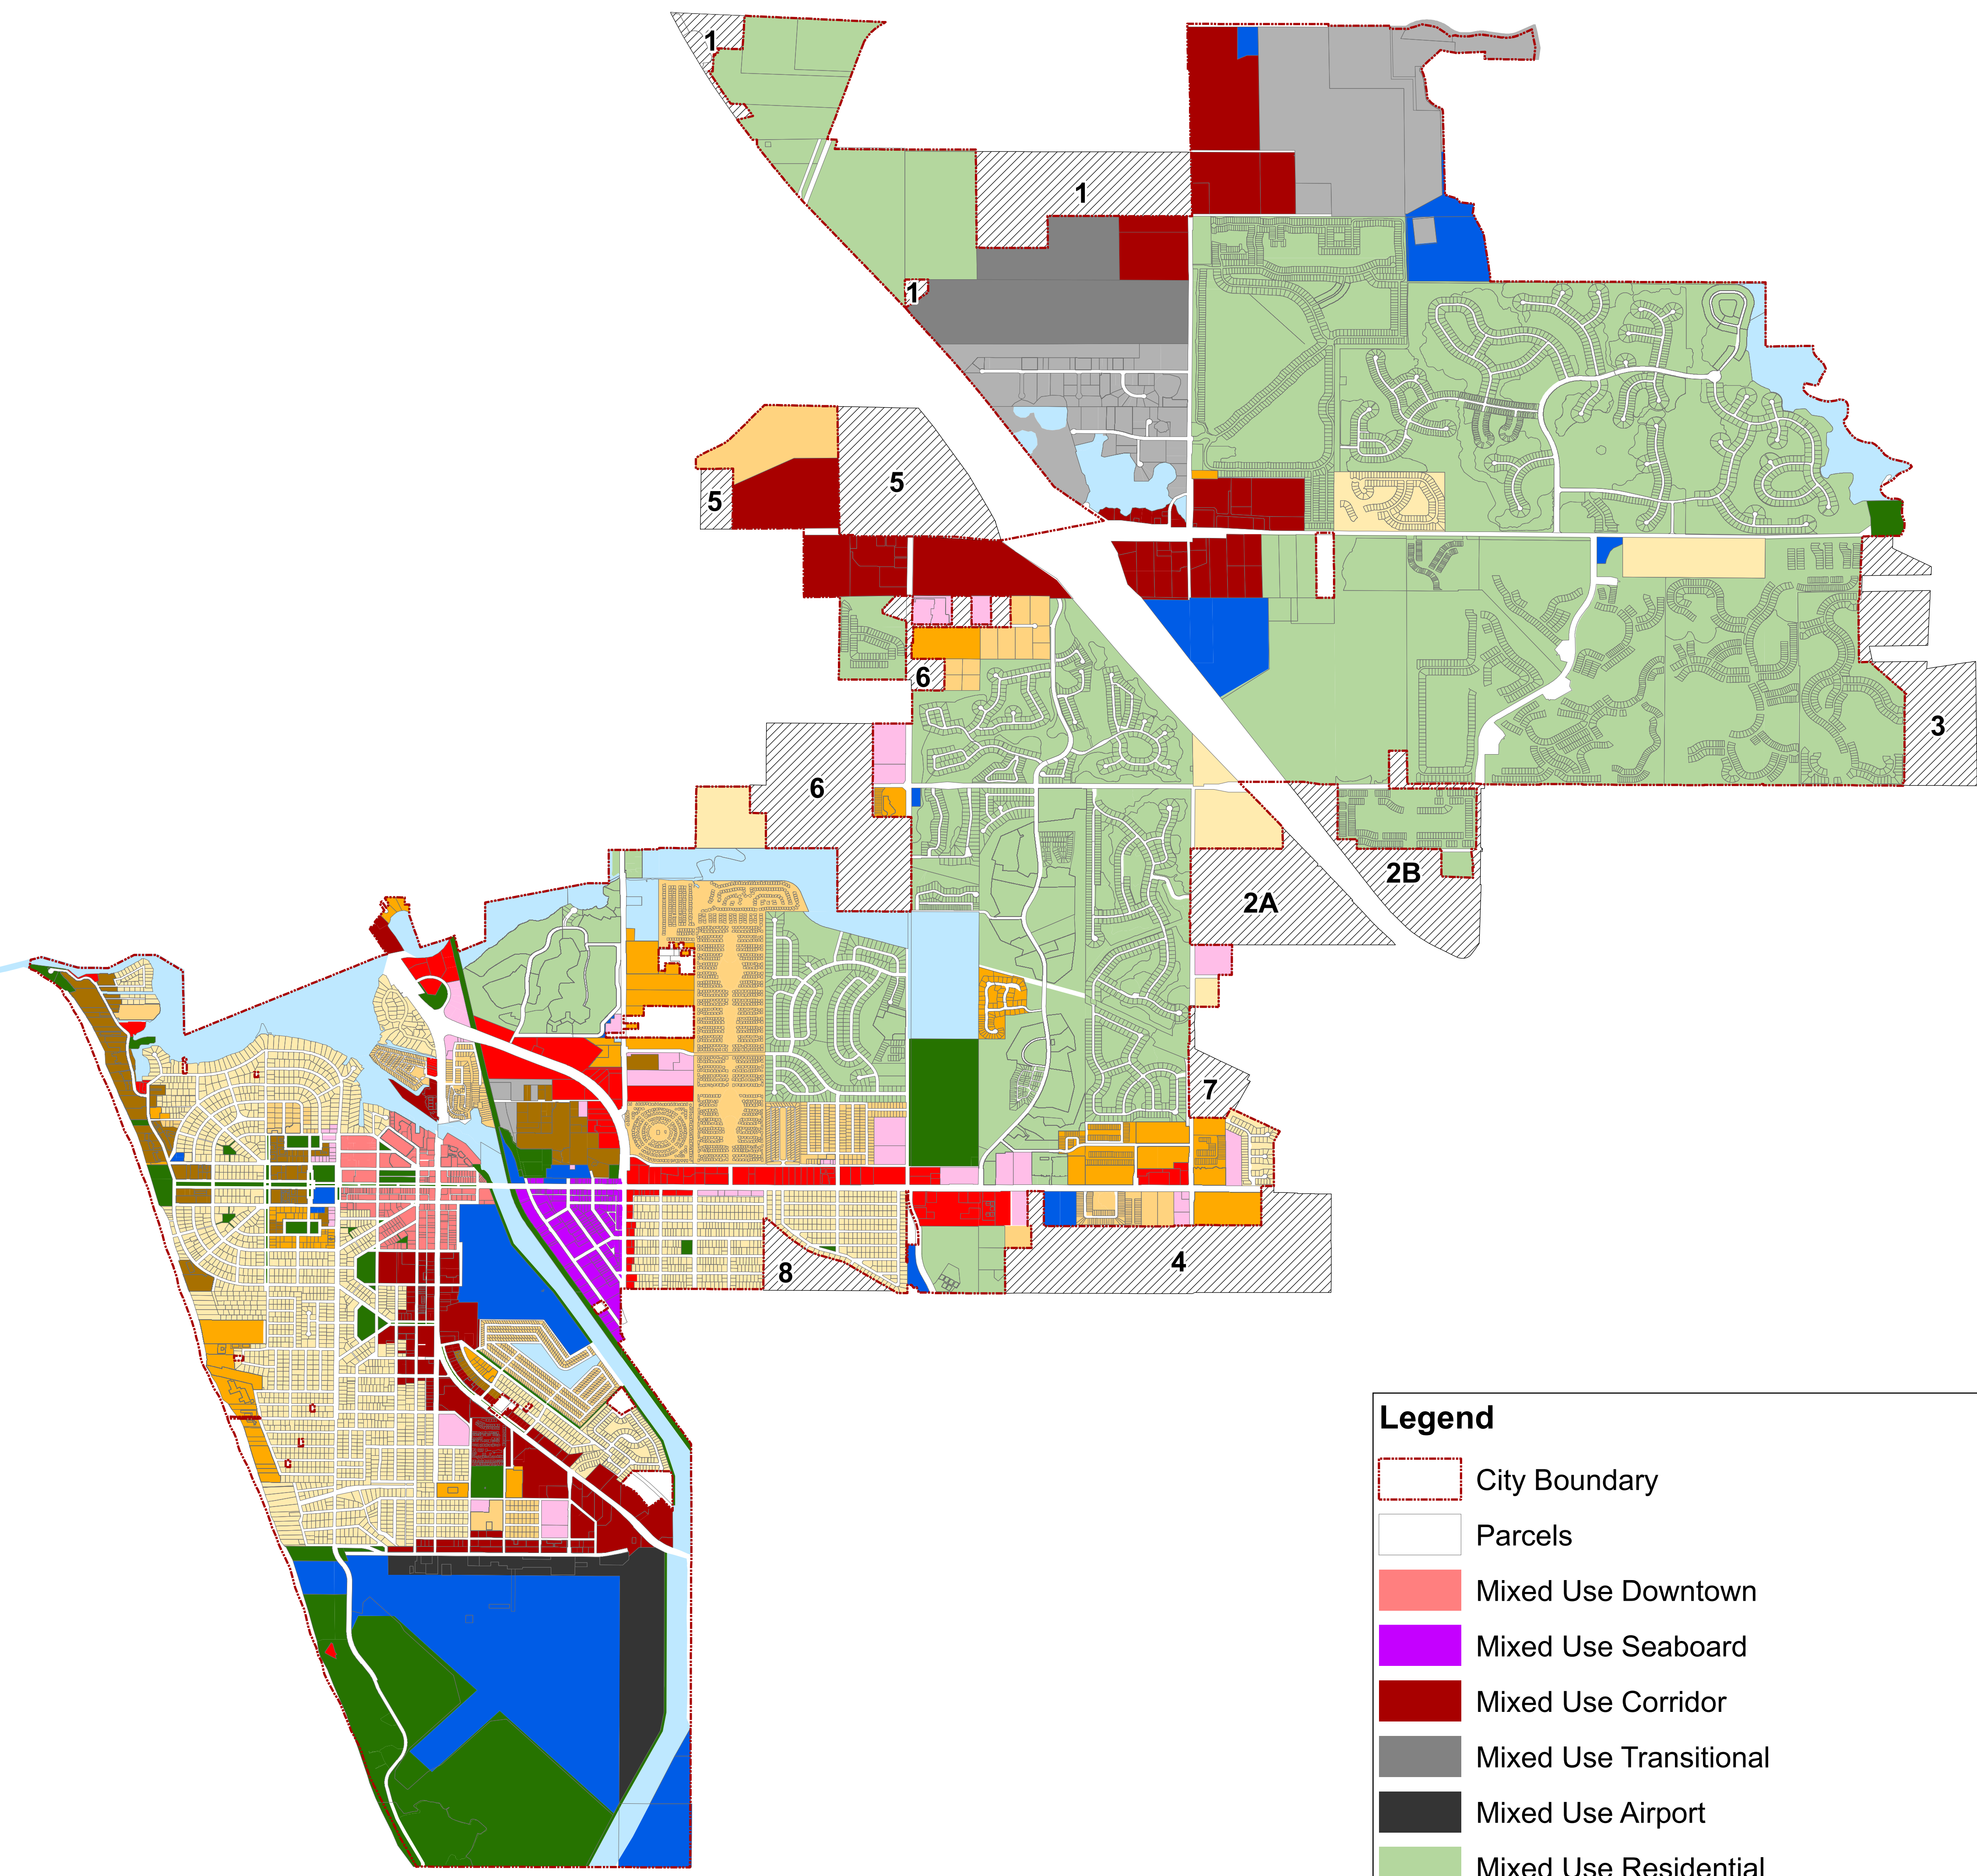 1
1
1
5
5
6
3
6
2B
2A
7
4
8
Legend
City Boundary
Parcels
Mixed Use Downtown
Mixed Use Seaboard
Mixed Use Corridor
Mixed Use Transitional
Mixed Use Airport
Mixed Use Residential